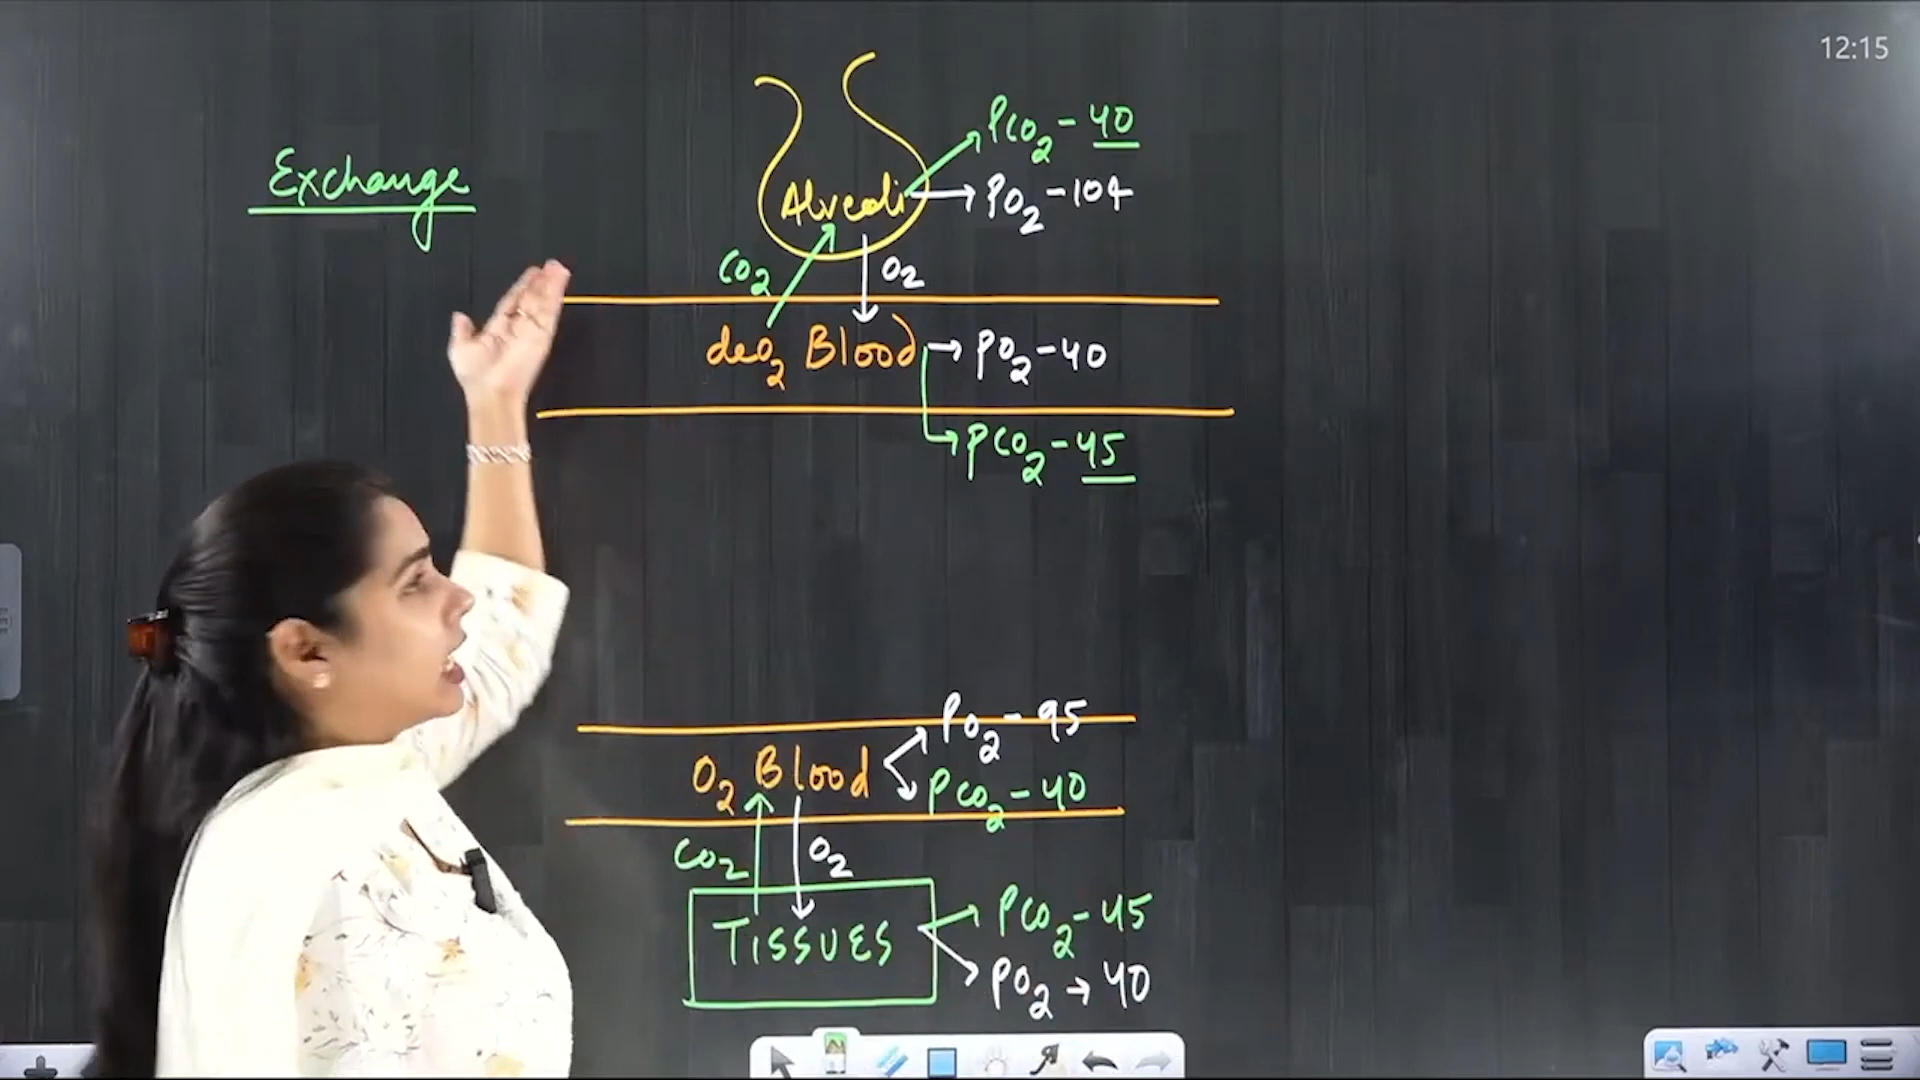 12:15
Exchange
Alveoli
PCO2 - 40
PO2 - 104
CO2
O2
deo2 Blood → PO2 - 40
PCO2 - 45
O2 Blood
PO2 - 95
PCO2 - 40
CO2
O2
TISSUES
PCO2 - 45
PO2 → 40